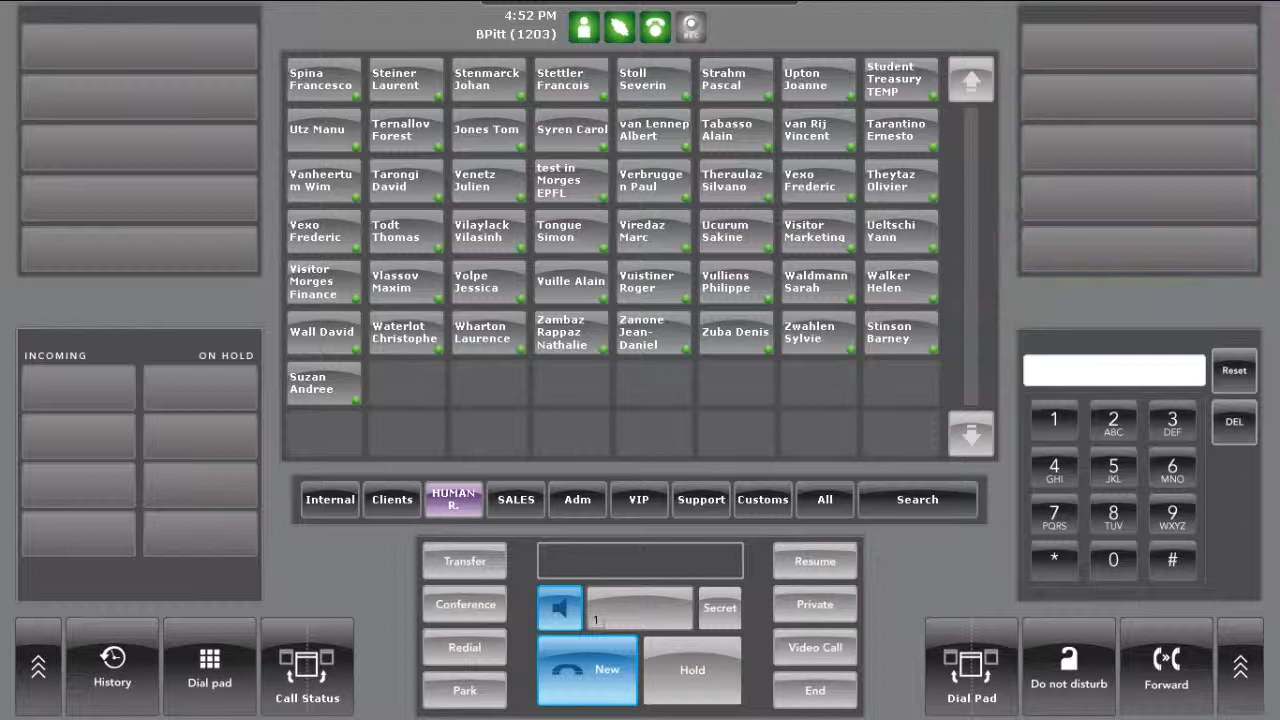 4:52 PM
BPitt (1203)
REC
Spina
Francesco
Steiner
Laurent
Stenmarck
Johan
Stettler
Francois
Stoll
Severin
Strahm
Pascal
Upton
Joanne
Student
Treasury
TEMP
Utz Manu
Ternallov
Forest
Jones Tom
Syren Carol
van Lennep
Albert
Tabasso
Alain
van Rij
Vincent
Tarantino
Ernesto
Vanheertu
m Wim
Tarongi
David
Venetz
Julien
test in
Morges
EPFL
Verbrugge
n Paul
Theraulaz
Silvano
Vexo
Frederic
Theytaz
Olivier
Vexo
Frederic
Todt
Thomas
Vilaylack
Vilasinh
Tongue
Simon
Viredaz
Marc
Ucurum
Sakine
Visitor
Marketing
Ueltschi
Yann
Visitor
Morges
Finance
Vlassov
Maxim
Volpe
Jessica
Vuille Alain
Vuistiner
Roger
Vulliens
Philippe
Waldmann
Sarah
Walker
Helen
Wall David
Waterlot
Christophe
Wharton
Laurence
Zambaz
Rappaz
Nathalie
Zanone
Jean-
Daniel
Zuba Denis
Zwahlen
Sylvie
Stinson
Barney
Suzan
Andree
INCOMING
ON HOLD
Internal
Clients
HUMAN
R.
SALES
Adm
VIP
Support
Customs
All
Search
Reset
DEL
1
2
ABC
3
DEF
4
GHI
5
JKL
6
MNO
7
PQRS
8
TUV
9
WXYZ
*
0
#
Transfer
Conference
Redial
Park
1
Secret
New
Hold
Resume
Private
Video Call
End
History
Dial pad
Call Status
Dial Pad
Do not disturb
Forward